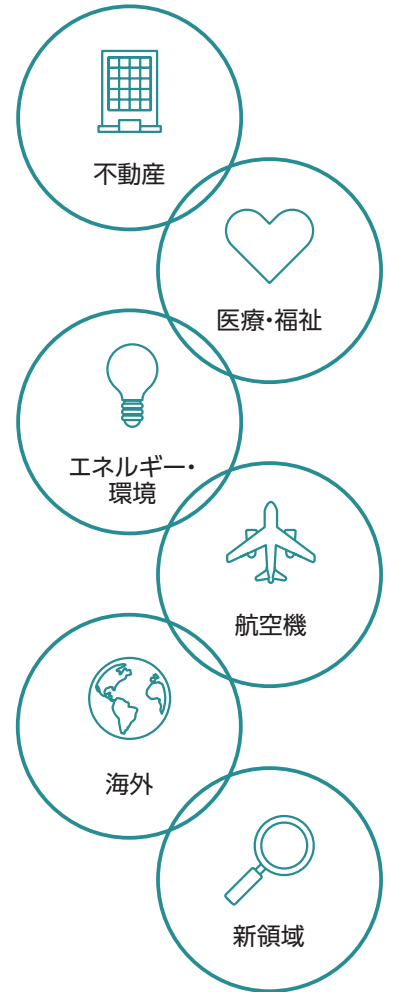 不動産
医療・福祉
エネルギー・
環境
航空機
海外
新領域